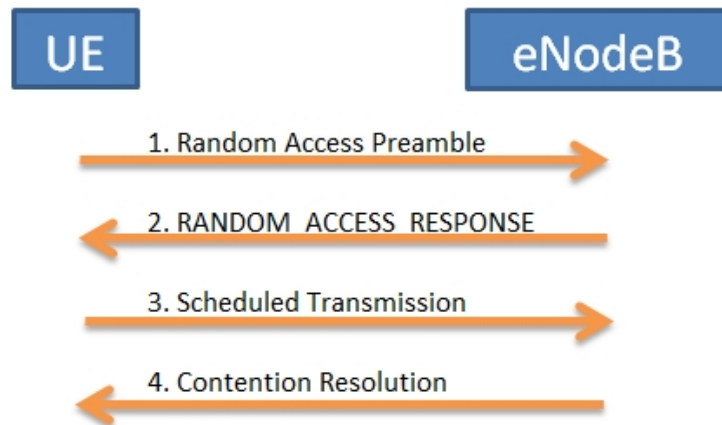 UE
eNodeB
1. Random Access Preamble
2. RANDOM ACCESS RESPONSE
3. Scheduled Transmission
4. Contention Resolution